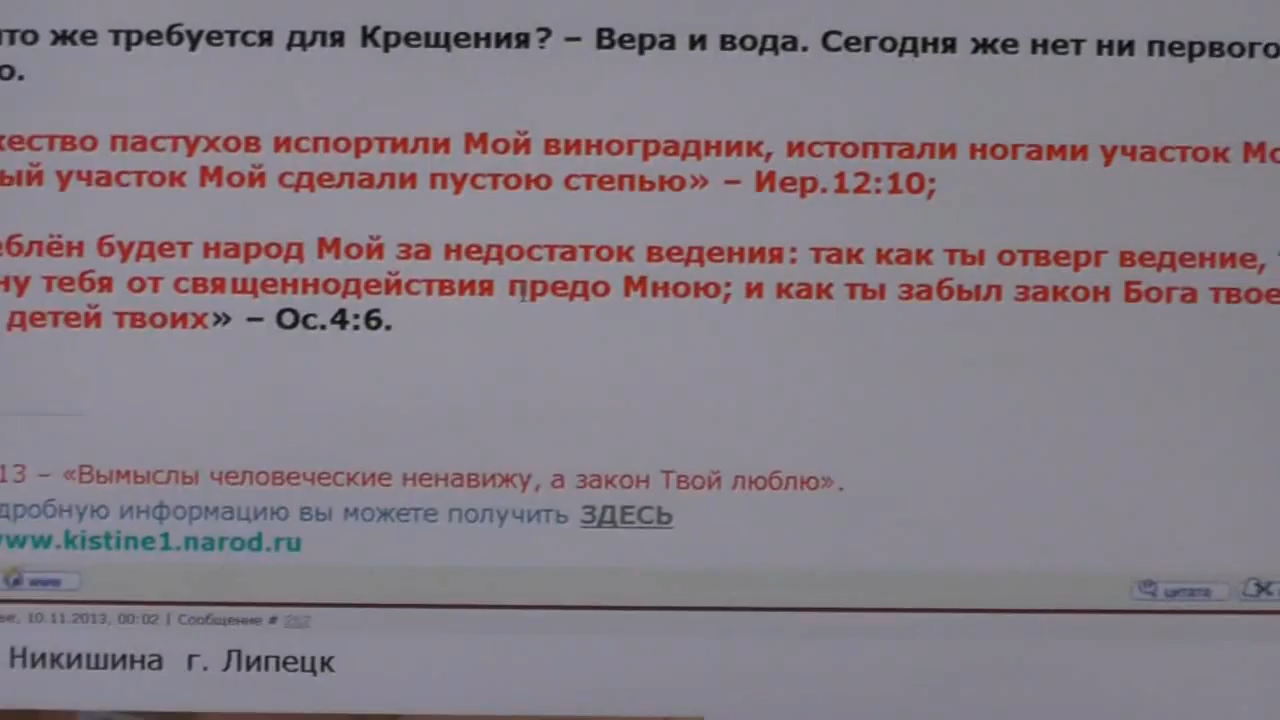 то же требуется для Крещения? – Вера и вода. Сегодня же нет ни первого
о.
жество пастухов испортили Мой виноградник, истоптали ногами участок Мо
ый участок Мой сделали пустою степью» – Иер.12:10;
еблён будет народ Мой за недостаток ведения: так как ты отверг ведение,
ну тебя от священнодействия предо Мною; и как ты забыл закон Бога твое
детей твоих» – Ос.4:6.
13 – «Вымыслы человеческие ненавижу, а закон Твой люблю».
дробную информацию вы можете получить ЗДЕСЬ
www.kistine1.narod.ru
www
цитата
ье, 10.11.2013, 00:02 | Сообщение #
Никишина г. Липецк